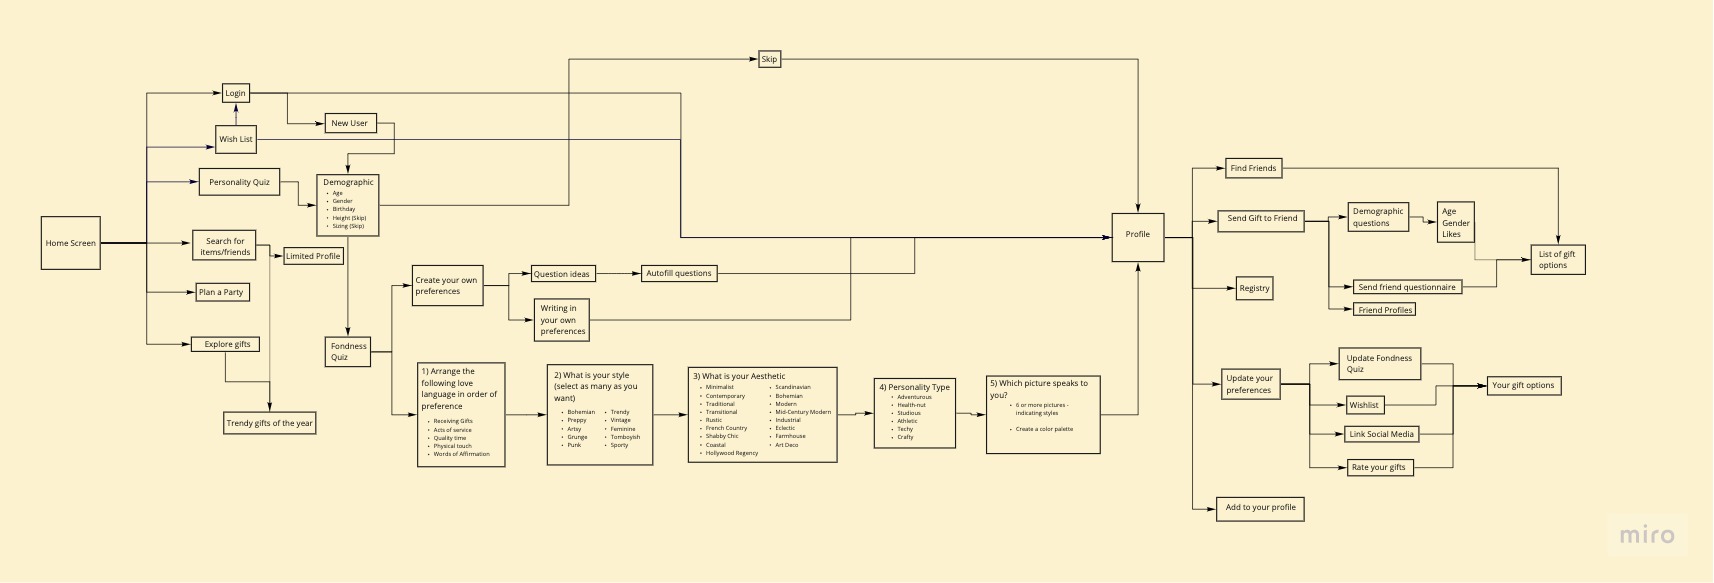 Skip
Login
New User
Wish List
Personality Quiz
Demographic
• Age
• Gender
• Birthday
• Height (Skip)
• Sizing (Skip)
Home Screen
Search for
items/friends
Limited Profile
Plan a Party
Explore gifts
Trendy gifts of the year
Fondness
Quiz
Create your own
preferences
Question ideas
Autofill questions
Writing in
your own
preferences
1) Arrange the
following love
language in order of
preference
• Receiving Gifts
• Acts of service
• Quality time
• Physical touch
• Words of Affirmation
2) What is your style
(select as many as you
want)
• Bohemian
• Preppy
• Artsy
• Grunge
• Punk
• Trendy
• Vintage
• Feminine
• Tomboyish
• Sporty
3) What is your Aesthetic
• Minimalist
• Contemporary
• Traditional
• Transitional
• Rustic
• French Country
• Shabby Chic
• Coastal
• Hollywood Regency
• Scandinavian
• Bohemian
• Modern
• Mid-Century Modern
• Industrial
• Eclectic
• Farmhouse
• Art Deco
4) Personality Type
• Adventurous
• Health-nut
• Studious
• Athletic
• Techy
• Crafty
5) Which picture speaks to
you?
• 6 or more pictures -
indicating styles
• Create a color palette
Profile
Find Friends
Send Gift to Friend
Demographic
questions
Age
Gender
Likes
List of gift
options
Send friend questionnaire
Friend Profiles
Registry
Update your
preferences
Update Fondness
Quiz
Wishlist
Link Social Media
Rate your gifts
Your gift options
Add to your profile
miro